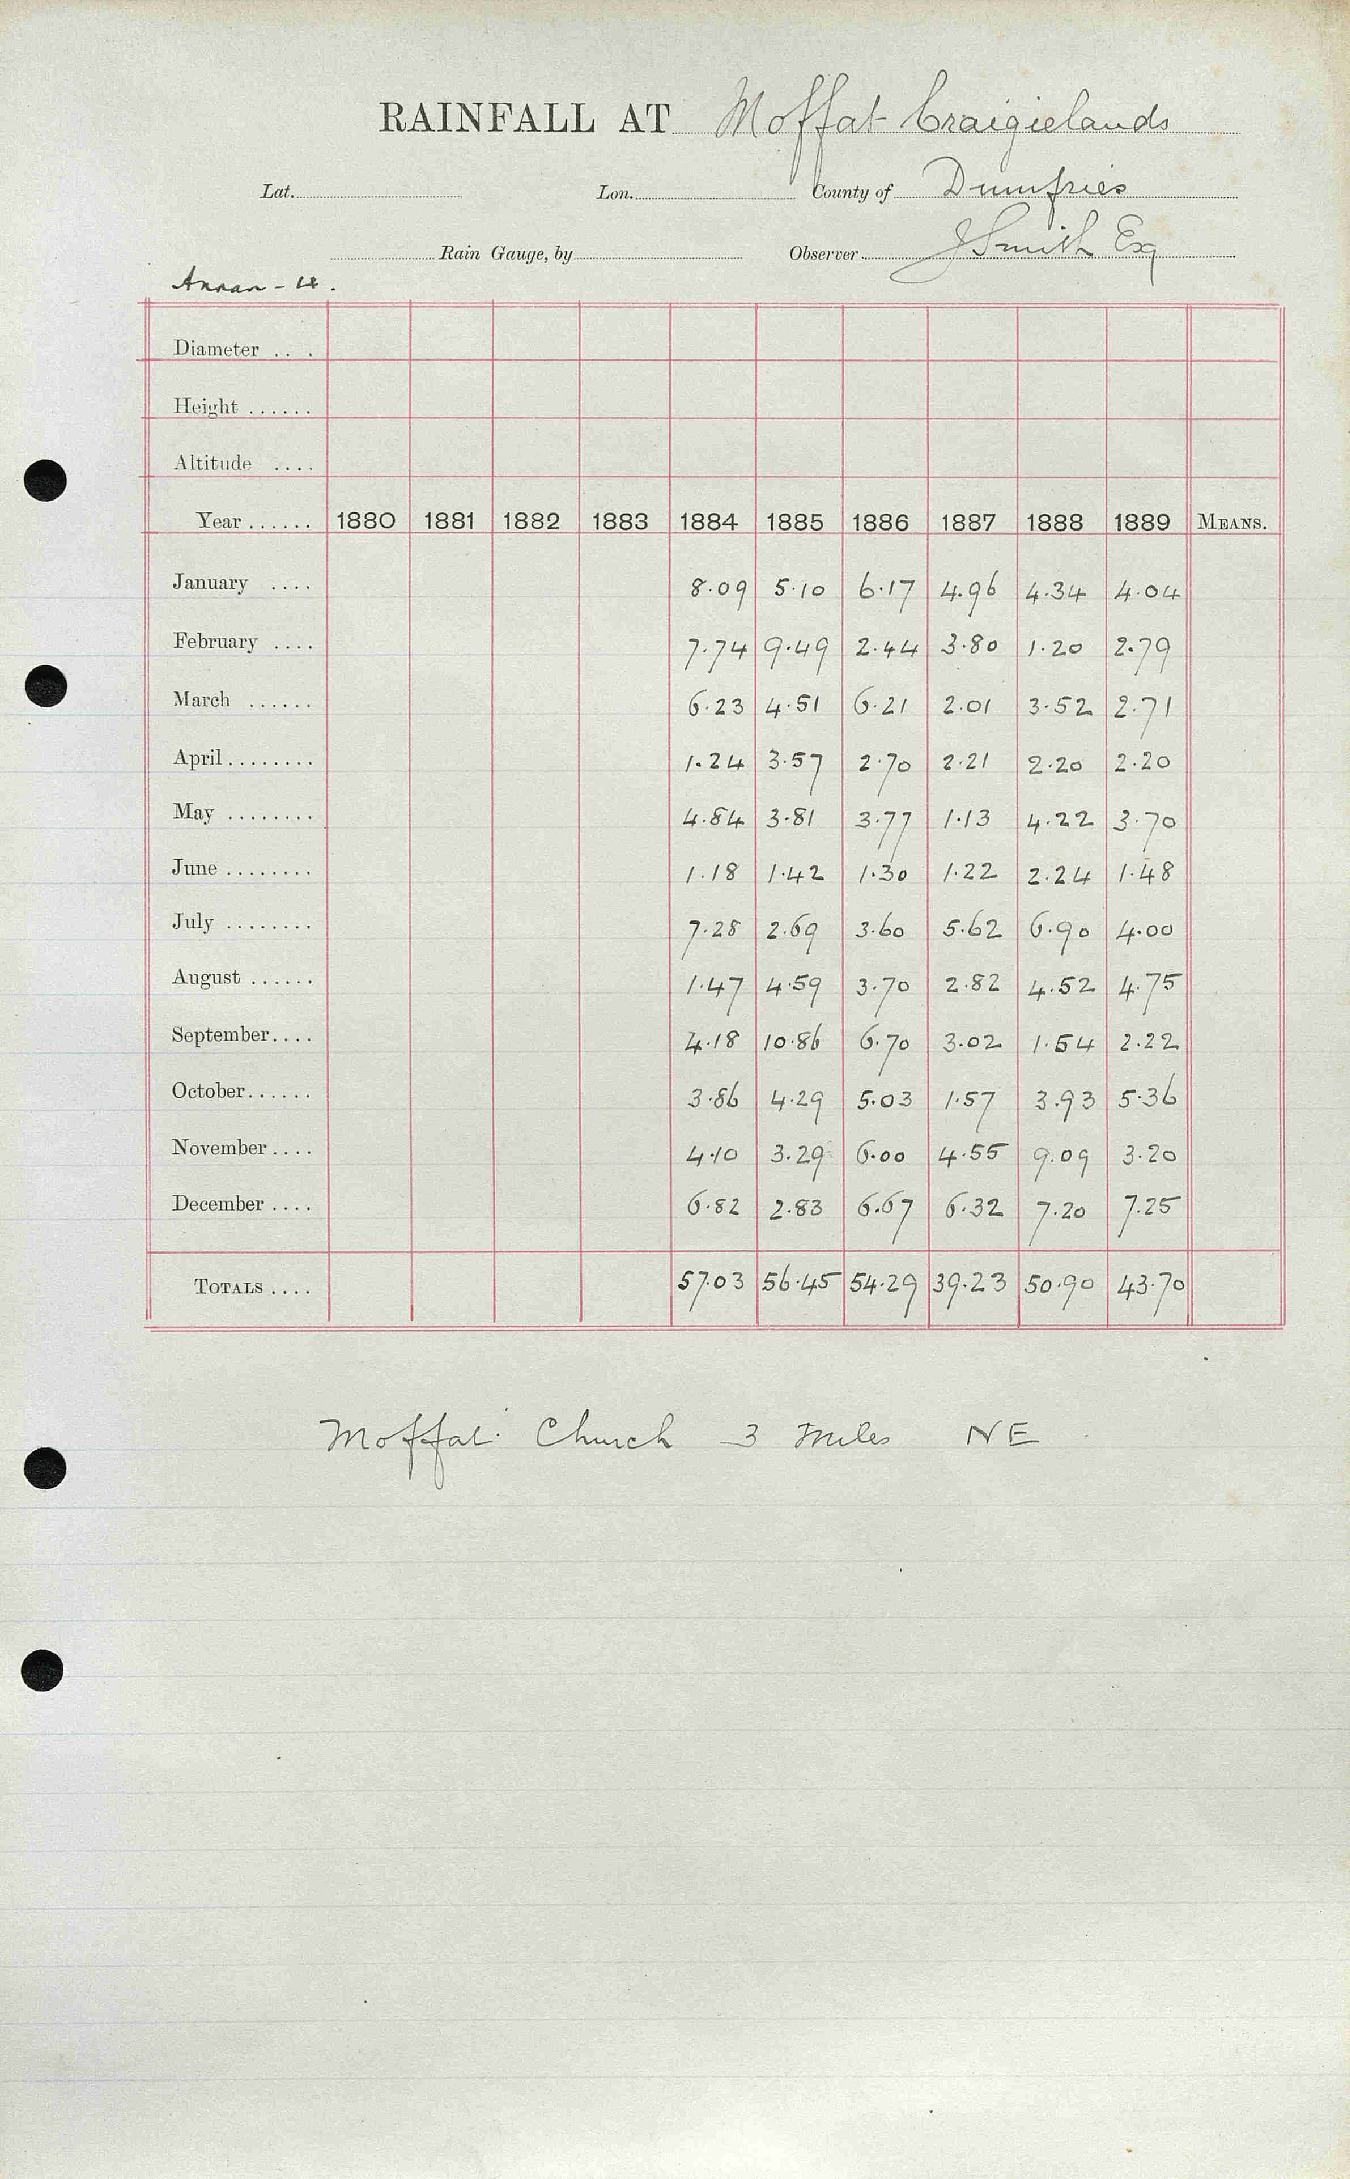 RAINFALL AT Moffat Craigielands
Lat. Lon. County of Dumfries
Rain Gauge, by Observer J Smith Esq
Annan - 4.
Diameter .. .
Height ......
Altitude ....
Year ...... 1880 1881 1882 1883 1884 1885 1886 1887 1888 1889 MEANS.
January .... 8.09 5.10 6.17 4.96 4.34 4.04
February .... 7.74 9.49 2.44 3.80 1.20 2.79
March ...... 6.23 4.51 6.21 2.01 3.52 2.71
April ........ 1.24 3.57 2.70 2.21 2.20 2.20
May ........ 4.84 3.81 3.77 1.13 4.22 3.70
June ........ 1.18 1.42 1.30 1.22 2.24 1.48
July ........ 7.28 2.69 3.60 5.62 6.90 4.00
August ...... 1.47 4.59 3.70 2.82 4.52 4.75
September.... 4.18 10.86 6.70 3.02 1.54 2.22
October...... 3.86 4.29 5.03 1.57 3.93 5.36
November .... 4.10 3.29 6.00 4.55 9.09 3.20
December .... 6.82 2.83 6.67 6.32 7.20 7.25
TOTALS .... 57.03 56.45 54.29 39.23 50.90 43.70
Moffat Church 3 miles NE